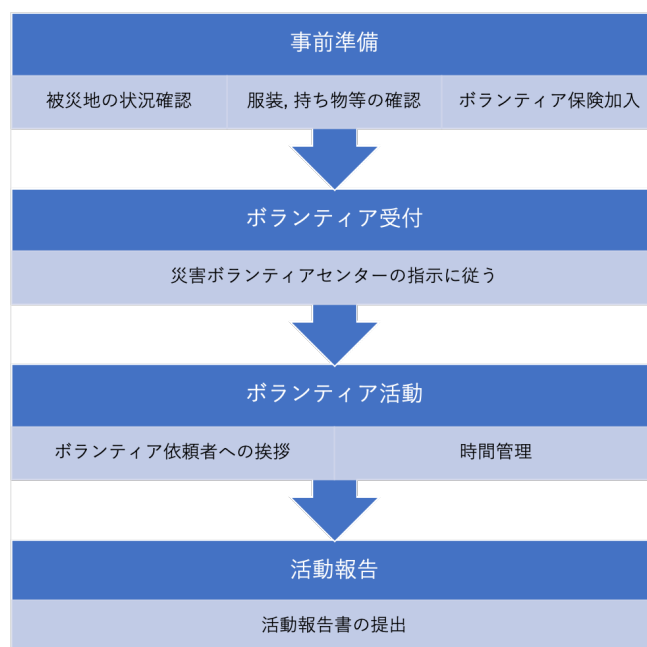 事前準備
被災地の状況確認 服装, 持ち物等の確認 ボランティア保険加入
ボランティア受付
災害ボランティアセンターの指示に従う
ボランティア活動
ボランティア依頼者への挨拶 時間管理
活動報告
活動報告書の提出